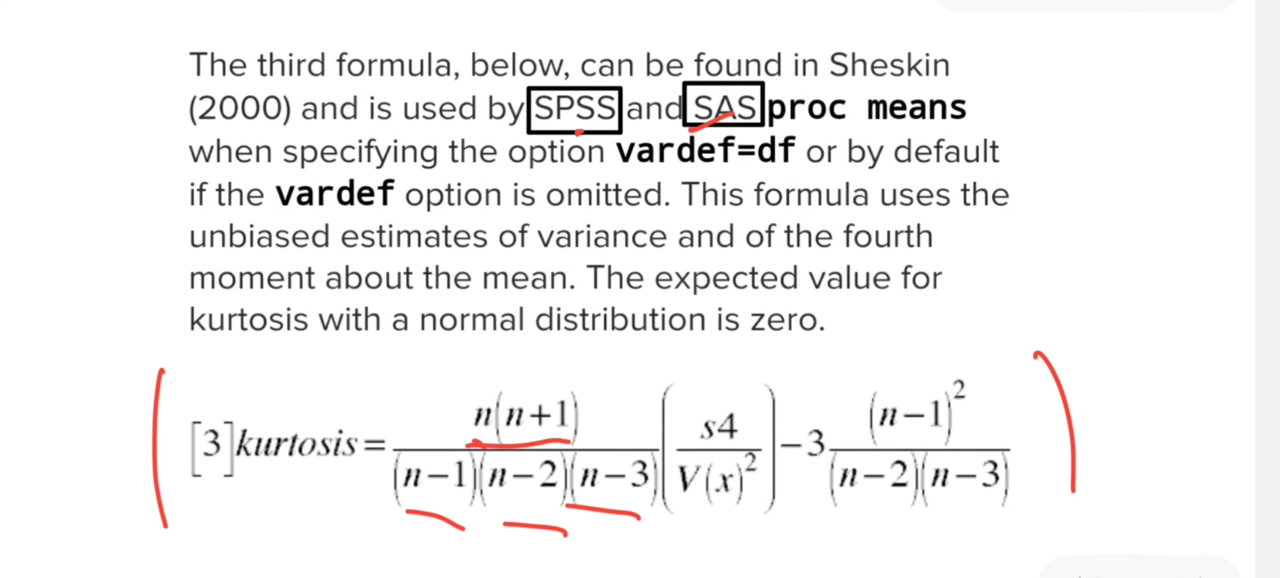 The third formula, below, can be found in Sheskin
(2000) and is used by SPSS and SAS proc means
when specifying the option vardef=df or by default
if the vardef option is omitted. This formula uses the
unbiased estimates of variance and of the fourth
moment about the mean. The expected value for
kurtosis with a normal distribution is zero.
[3]kurtosis = n(n+1) / (n−1)(n−2)(n−3) (s4 / V(x)²) − 3 (n−1)² / (n−2)(n−3)